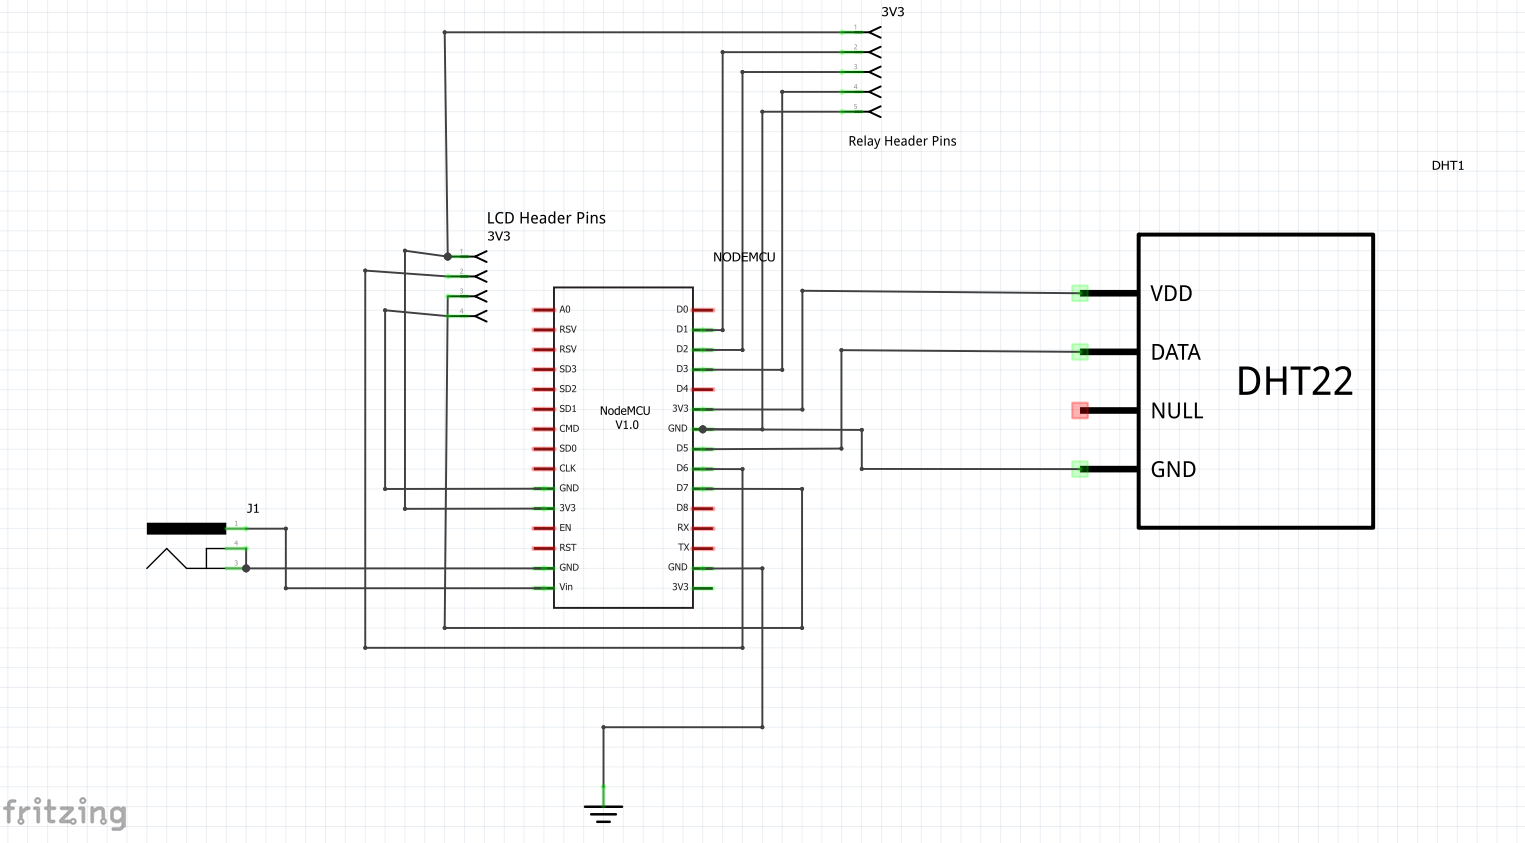 3V3
1
2
3
4
5
Relay Header Pins
DHT1
LCD Header Pins
3V3
1
2
3
4
NODEMCU
A0
RSV
RSV
SD3
SD2
SD1
CMD
SD0
CLK
GND
3V3
EN
RST
GND
Vin
NodeMCU
V1.0
D0
D1
D2
D3
D4
3V3
GND
D5
D6
D7
D8
RX
TX
GND
3V3
VDD
DATA
NULL
GND
DHT22
J1
1
4
3
fritzing